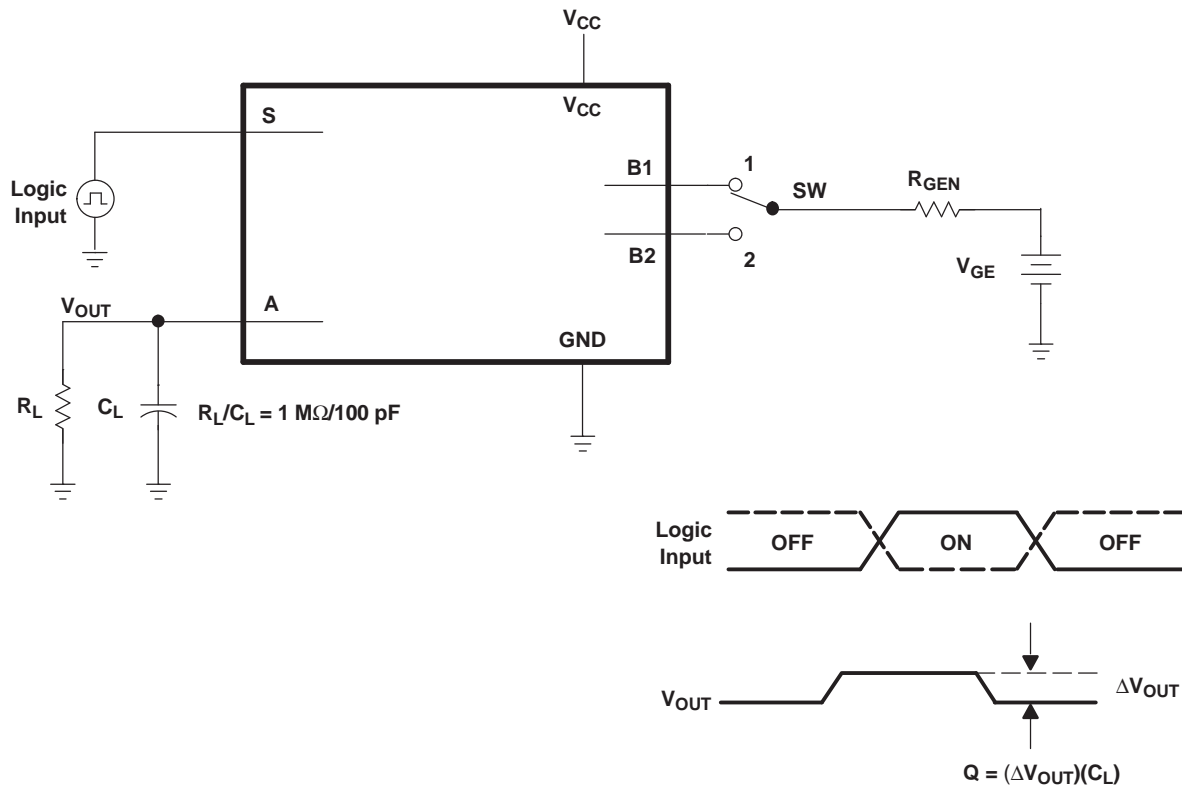 VCC
VCC
S
Logic
Input
B1
1
SW
RGEN
B2
2
VGE
VOUT
A
GND
RL
CL
RL/CL = 1 MΩ/100 pF
Logic
Input
OFF
ON
OFF
VOUT
ΔVOUT
Q = (ΔVOUT)(CL)